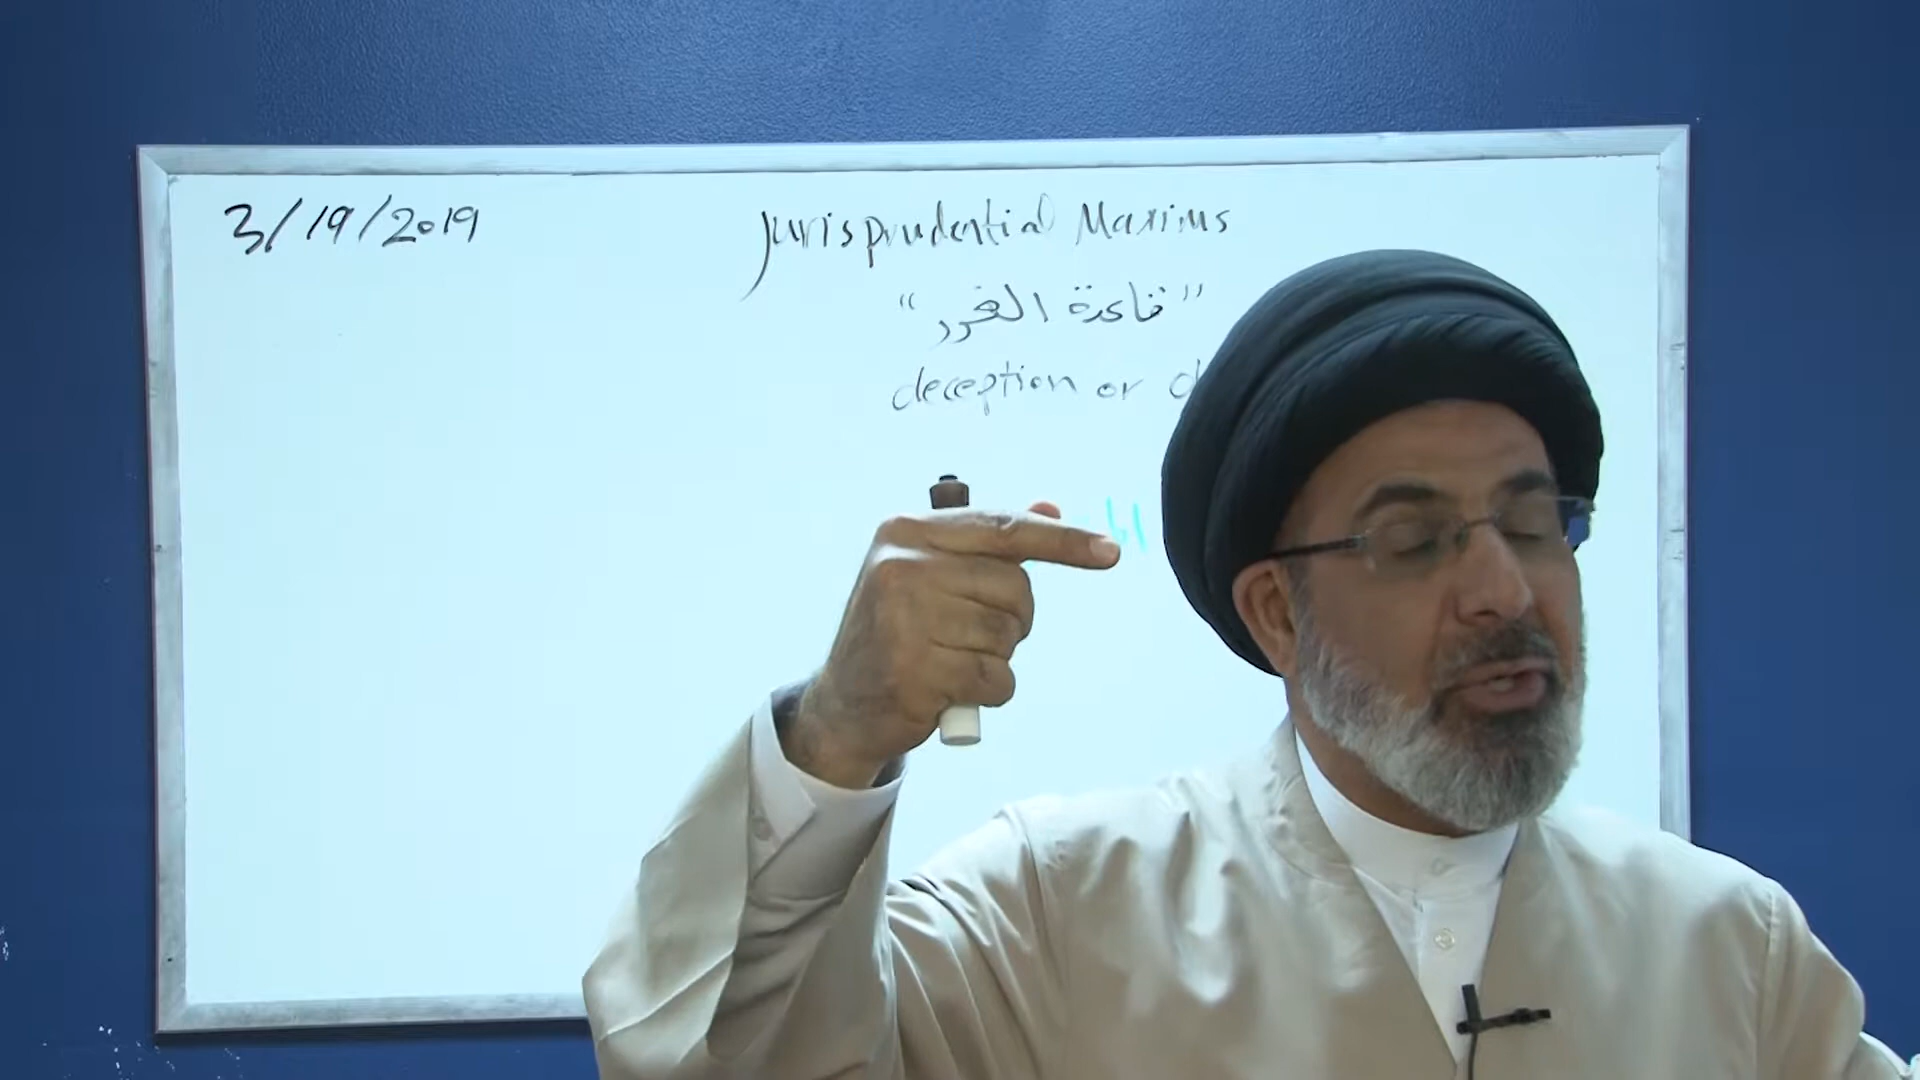 3/19/2019
Jurisprudential Maxims
"قاعدة الغرر"
deception or